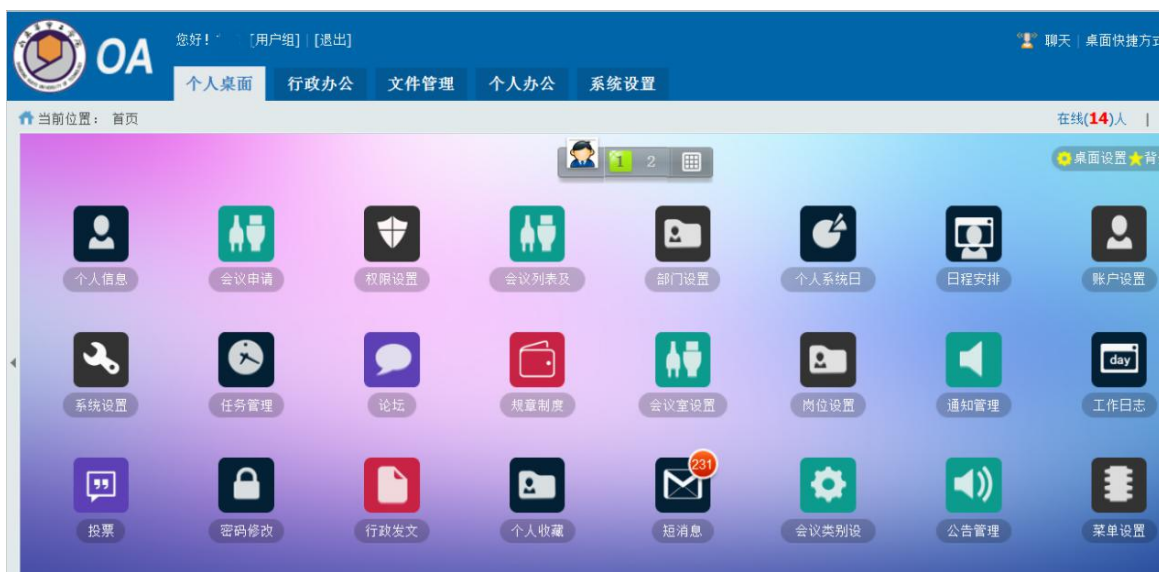 OA
您好! [用户组] | [退出]
聊天 | 桌面快捷方式
个人桌面 行政办公 文件管理 个人办公 系统设置
当前位置: 首页
在线(14)人 |
1 2
桌面设置 背
个人信息 会议申请 权限设置 会议列表及 部门设置 个人系统日 日程安排 账户设置
day
系统设置 任务管理 论坛 规章制度 会议室设置 岗位设置 通知管理 工作日志
231
投票 密码修改 行政发文 个人收藏 短消息 会议类别设 公告管理 菜单设置